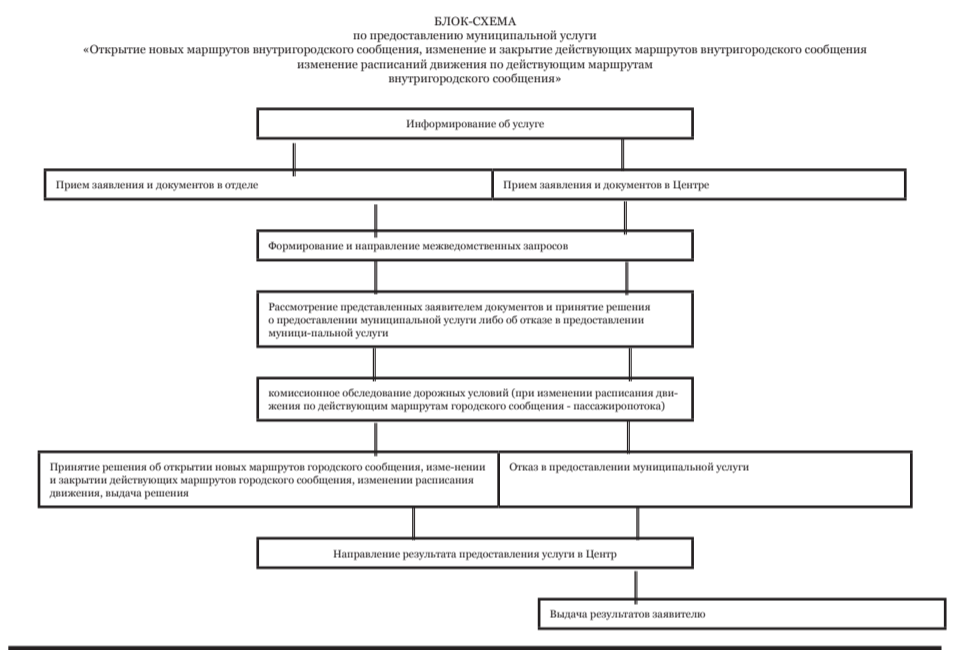 БЛОК-СХЕМА
по предоставлению муниципальной услуги
«Открытие новых маршрутов внутригородского сообщения, изменение и закрытие действующих маршрутов внутригородского сообщения
изменение расписаний движения по действующим маршрутам
внутригородского сообщения»
Информирование об услуге
Прием заявления и документов в отделе
Прием заявления и документов в Центре
Формирование и направление межведомственных запросов
Рассмотрение представленных заявителем документов и принятие решения
о предоставлении муниципальной услуги либо об отказе в предоставлении
муници-пальной услуги
комиссионное обследование дорожных условий (при изменении расписания дви-
жения по действующим маршрутам городского сообщения - пассажиропотока)
Принятие решения об открытии новых маршрутов городского сообщения, изме-нении
и закрытии действующих маршрутов городского сообщения, изменении расписания
движения, выдача решения
Отказ в предоставлении муниципальной услуги
Направление результата предоставления услуги в Центр
Выдача результатов заявителю